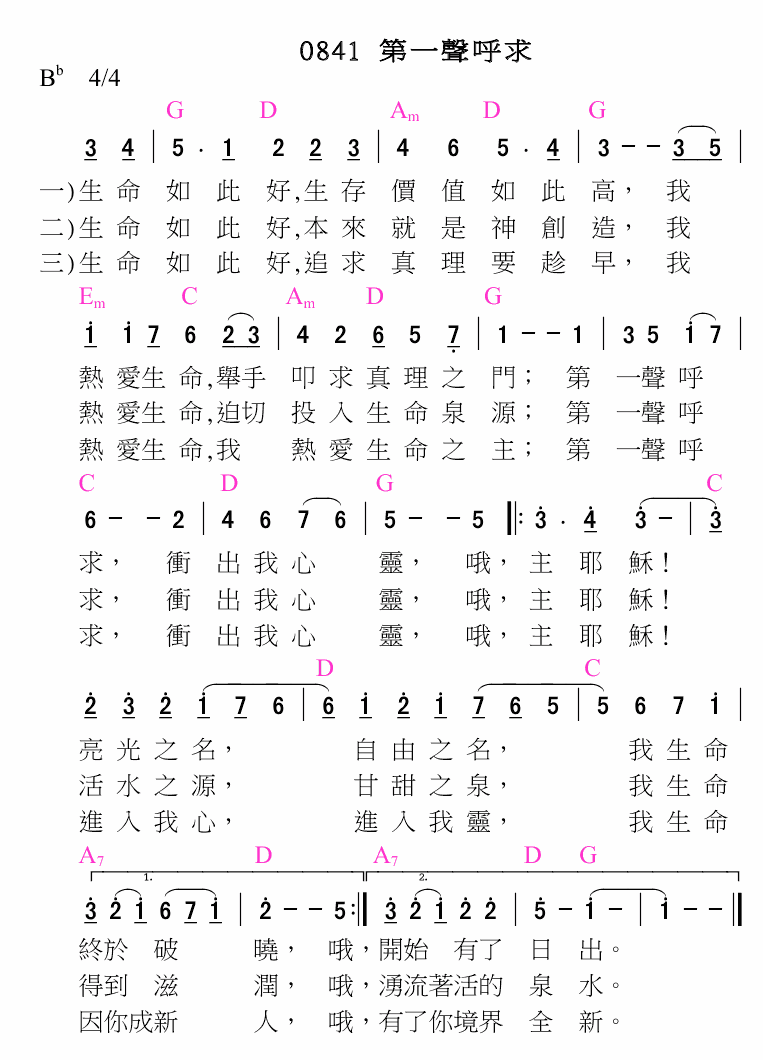 0841 第一聲呼求
B♭ 4/4
G D Am D G
3 4 | 5 . 1 2 2 3 | 4 6 5 . 4 | 3 - - 3 5 |
一)生 命 如 此 好,生 存 價 值 如 此 高, 我
二)生 命 如 此 好,本 來 就 是 神 創 造, 我
三)生 命 如 此 好,追 求 真 理 要 趁 早, 我
Em C Am D G
1 1 7 6 2 3 | 4 2 6 5 7 | 1 - - 1 | 3 5 1 7 |
熱 愛生 命,舉手 叩 求 真 理 之 門; 第 一聲 呼
熱 愛生 命,迫切 投 入 生 命 泉 源; 第 一聲 呼
熱 愛生 命,我 熱 愛 生 命 之 主; 第 一聲 呼
C D G C
6 - - 2 | 4 6 7 6 | 5 - - 5 ‖: 3 . 4 3 - | 3
求, 衝 出 我 心 靈, 哦, 主 耶 穌!
求, 衝 出 我 心 靈, 哦, 主 耶 穌!
求, 衝 出 我 心 靈, 哦, 主 耶 穌!
D C
2 3 2 1 7 6 | 6 1 2 1 7 6 5 | 5 6 7 1 |
亮 光 之 名, 自 由 之 名, 我 生 命
活 水 之 源, 甘 甜 之 泉, 我 生 命
進 入 我 心, 進 入 我 靈, 我 生 命
A7 D A7 D G
1. 2.
3 2 1 6 7 1 | 2 - - 5 :‖ 3 2 1 2 2 | 5 - 1 - | 1 - - ‖
終於 破 曉, 哦,開始 有了 日 出。
得到 滋 潤, 哦,湧流著活的 泉 水。
因你成新 人, 哦,有了你境界 全 新。